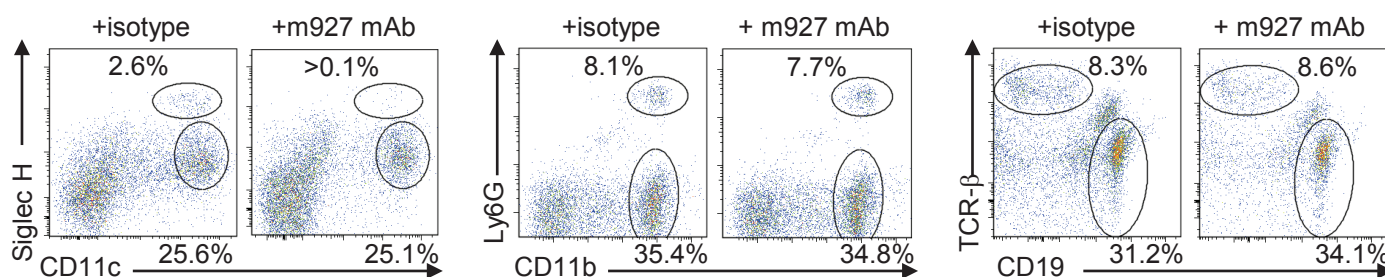 +isotype +m927 mAb +isotype + m927 mAb +isotype + m927 mAb
2.6% >0.1% 8.1% 7.7% 8.3% 8.6%
Siglec H
Ly6G
TCR-β
25.6% 25.1% 35.4% 34.8% 31.2% 34.1%
CD11c CD11b CD19